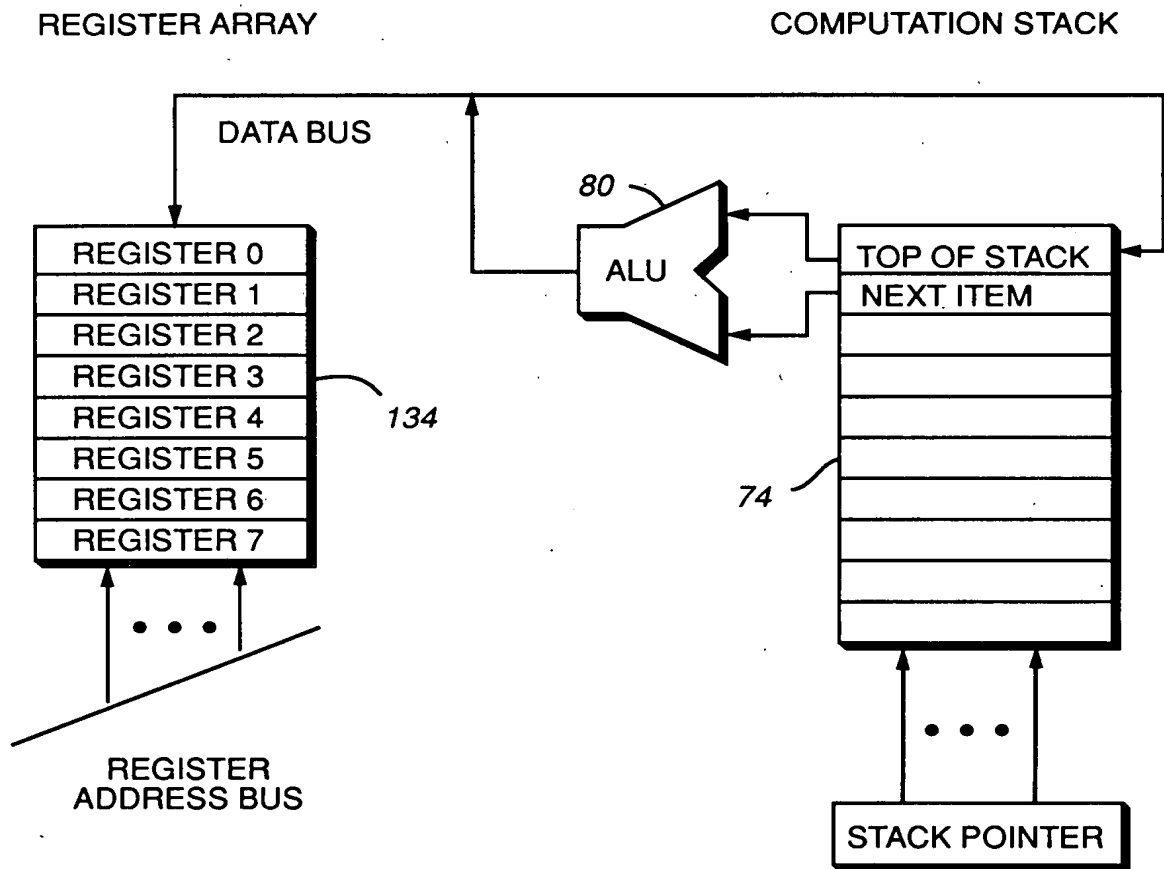 REGISTER ARRAY
COMPUTATION STACK
DATA BUS
80
ALU
REGISTER 0
REGISTER 1
REGISTER 2
REGISTER 3
REGISTER 4
REGISTER 5
REGISTER 6
REGISTER 7
134
TOP OF STACK
NEXT ITEM
74
REGISTER
ADDRESS BUS
STACK POINTER